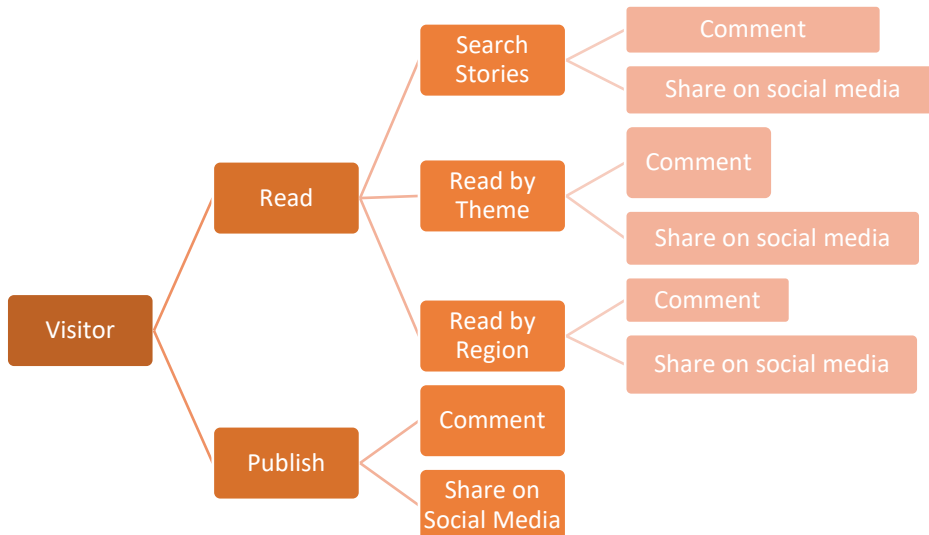 Visitor
Read
Search
Stories
Comment
Share on social media
Read by
Theme
Comment
Share on social media
Read by
Region
Comment
Share on social media
Publish
Comment
Share on
Social Media